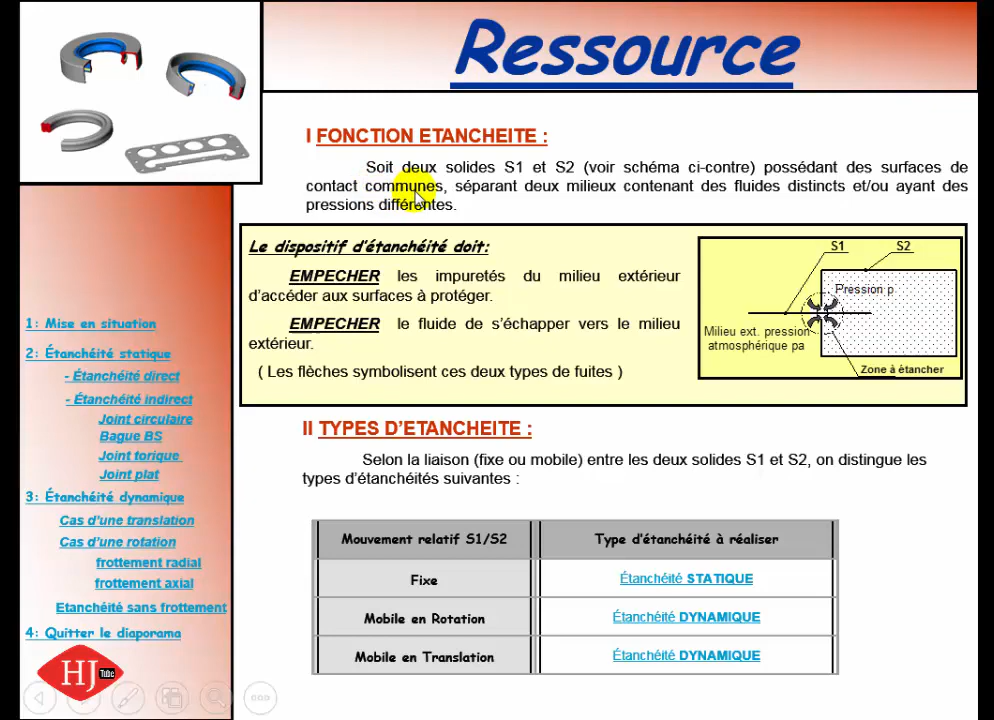 Ressource
I FONCTION ETANCHEITE :
Soit deux solides S1 et S2 (voir schéma ci-contre) possédant des surfaces de
contact communes, séparant deux milieux contenant des fluides distincts et/ou ayant des
pressions différentes.
Le dispositif d'étanchéité doit:
EMPECHER les impuretés du milieu extérieur
d'accéder aux surfaces à protéger.
EMPECHER le fluide de s'échapper vers le milieu
extérieur.
( Les flèches symbolisent ces deux types de fuites )
S1
S2
Pression p
Milieu ext. pression
atmosphérique pa
Zone à étancher
1: Mise en situation
2: Étanchéité statique
- Étanchéité direct
- Étanchéité indirect
Joint circulaire
Bague BS
Joint torique
Joint plat
3: Étanchéité dynamique
Cas d'une translation
Cas d'une rotation
frottement radial
frottement axial
Etanchéité sans frottement
4: Quitter le diaporama
HJ Tube
II TYPES D'ETANCHEITE :
Selon la liaison (fixe ou mobile) entre les deux solides S1 et S2, on distingue les
types d'étanchéités suivantes :
Mouvement relatif S1/S2 Type d'étanchéité à réaliser
Fixe Étanchéité STATIQUE
Mobile en Rotation Étanchéité DYNAMIQUE
Mobile en Translation Étanchéité DYNAMIQUE